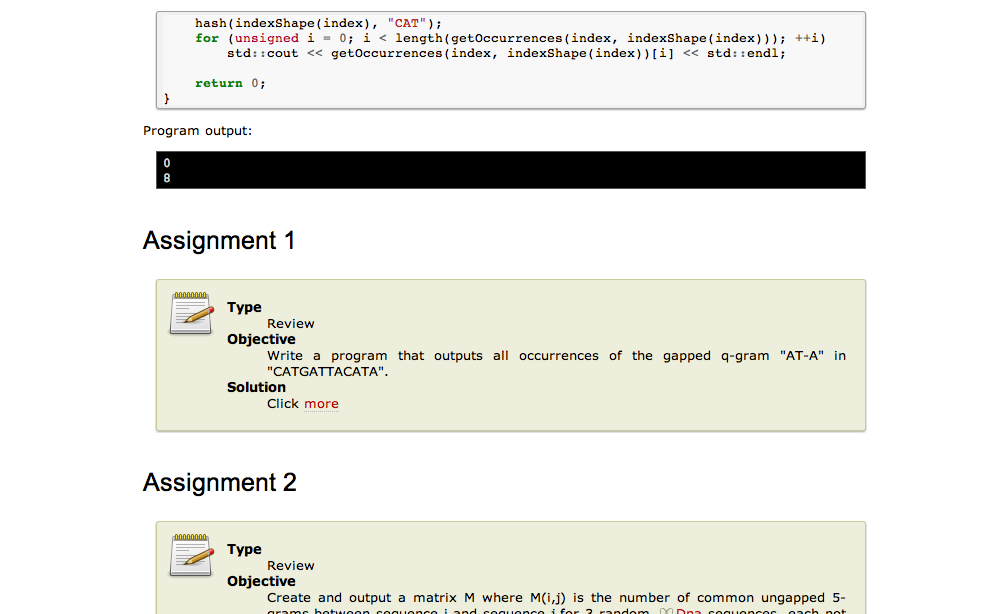 hash(indexShape(index), "CAT");
for (unsigned i = 0; i < length(getOccurrences(index, indexShape(index))); ++i)
std::cout << getOccurrences(index, indexShape(index))[i] << std::endl;
return 0;
}
Program output:
0
8
Assignment 1
Type
Review
Objective
Write a program that outputs all occurrences of the gapped q-gram "AT-A" in
"CATGATTACATA".
Solution
Click more
Assignment 2
Type
Review
Objective
Create and output a matrix M where M(i,j) is the number of common ungapped 5-
grams between sequence i and sequence j for 3 random Dna sequences, each not